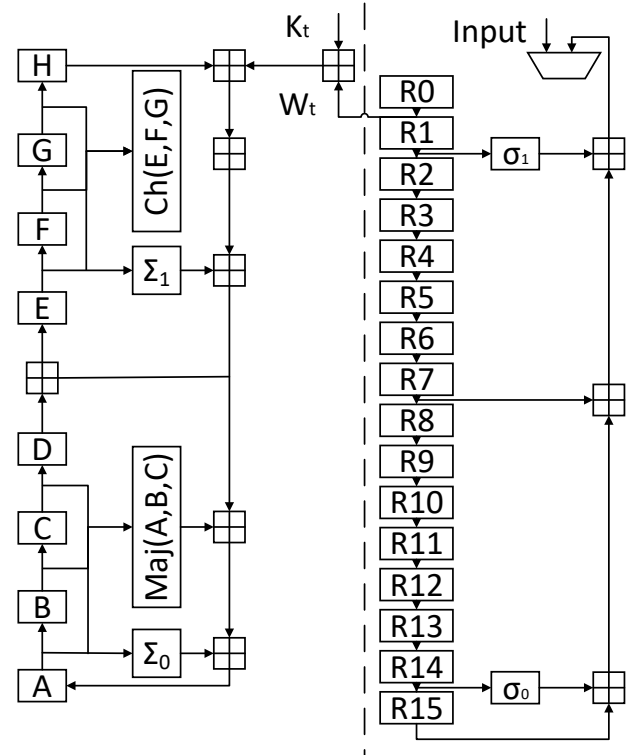 Kₜ
Input
H
Wₜ
R0
R1
G
Ch(E,F,G)
σ₁
R2
F
R3
Σ₁
R4
E
R5
R6
R7
R8
D
R9
Maj(A,B,C)
R10
C
R11
R12
B
R13
Σ₀
R14
A
σ₀
R15